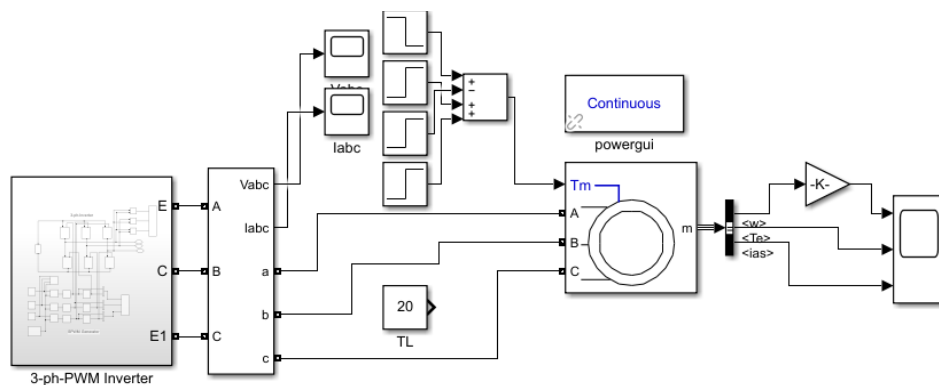 Vabc
Iabc
+
−
+
+
Continuous
powergui
Vabc
Iabc
A
B
C
a
b
c
E
C
E1
3-ph-PWM Inverter
20
TL
Tm
A
B
C
m
<w>
<Te>
<ias>
-K-